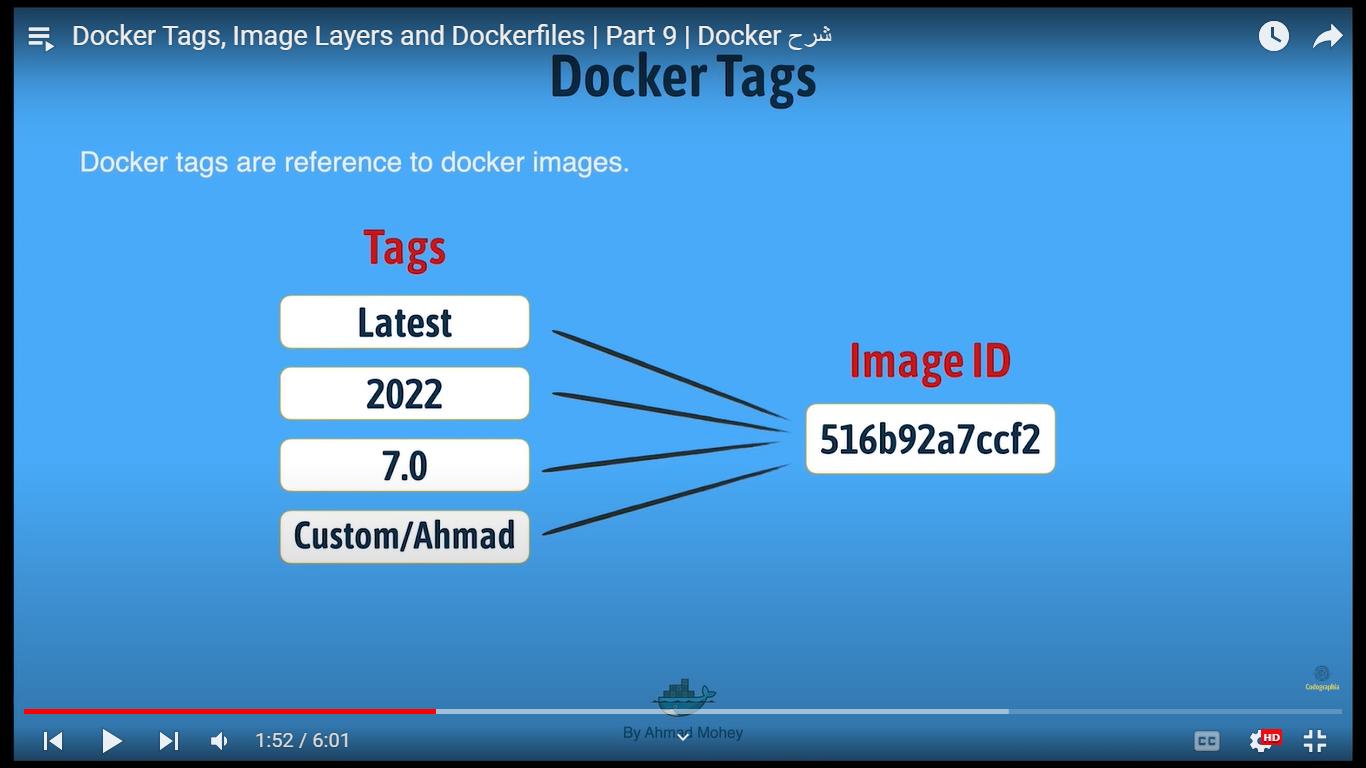 Docker Tags, Image Layers and Dockerfiles | Part 9 | Docker شرح
Docker Tags
Docker tags are reference to docker images.
Tags
Latest
2022
7.0
Custom/Ahmad
Image ID
516b92a7ccf2
Codographia
By Ahmad Mohey
1:52 / 6:01
CC
HD